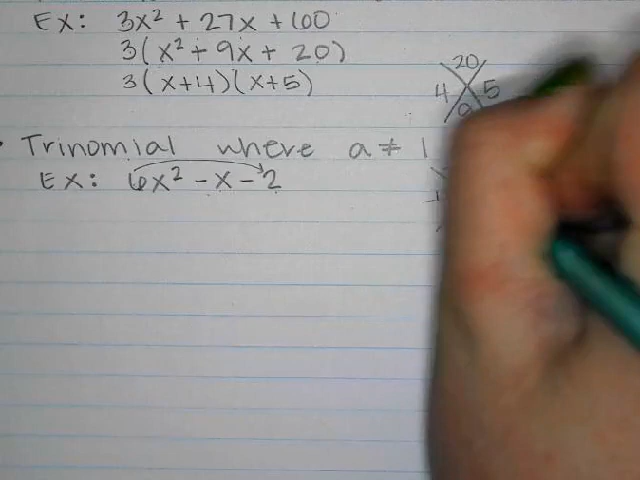 EX: 3x² + 27x + 600
3(x² + 9x + 20)
3(x+4)(x+5)
20
4 5
9
Trinomial where a ≠ 1
EX: 6x² - x - 2